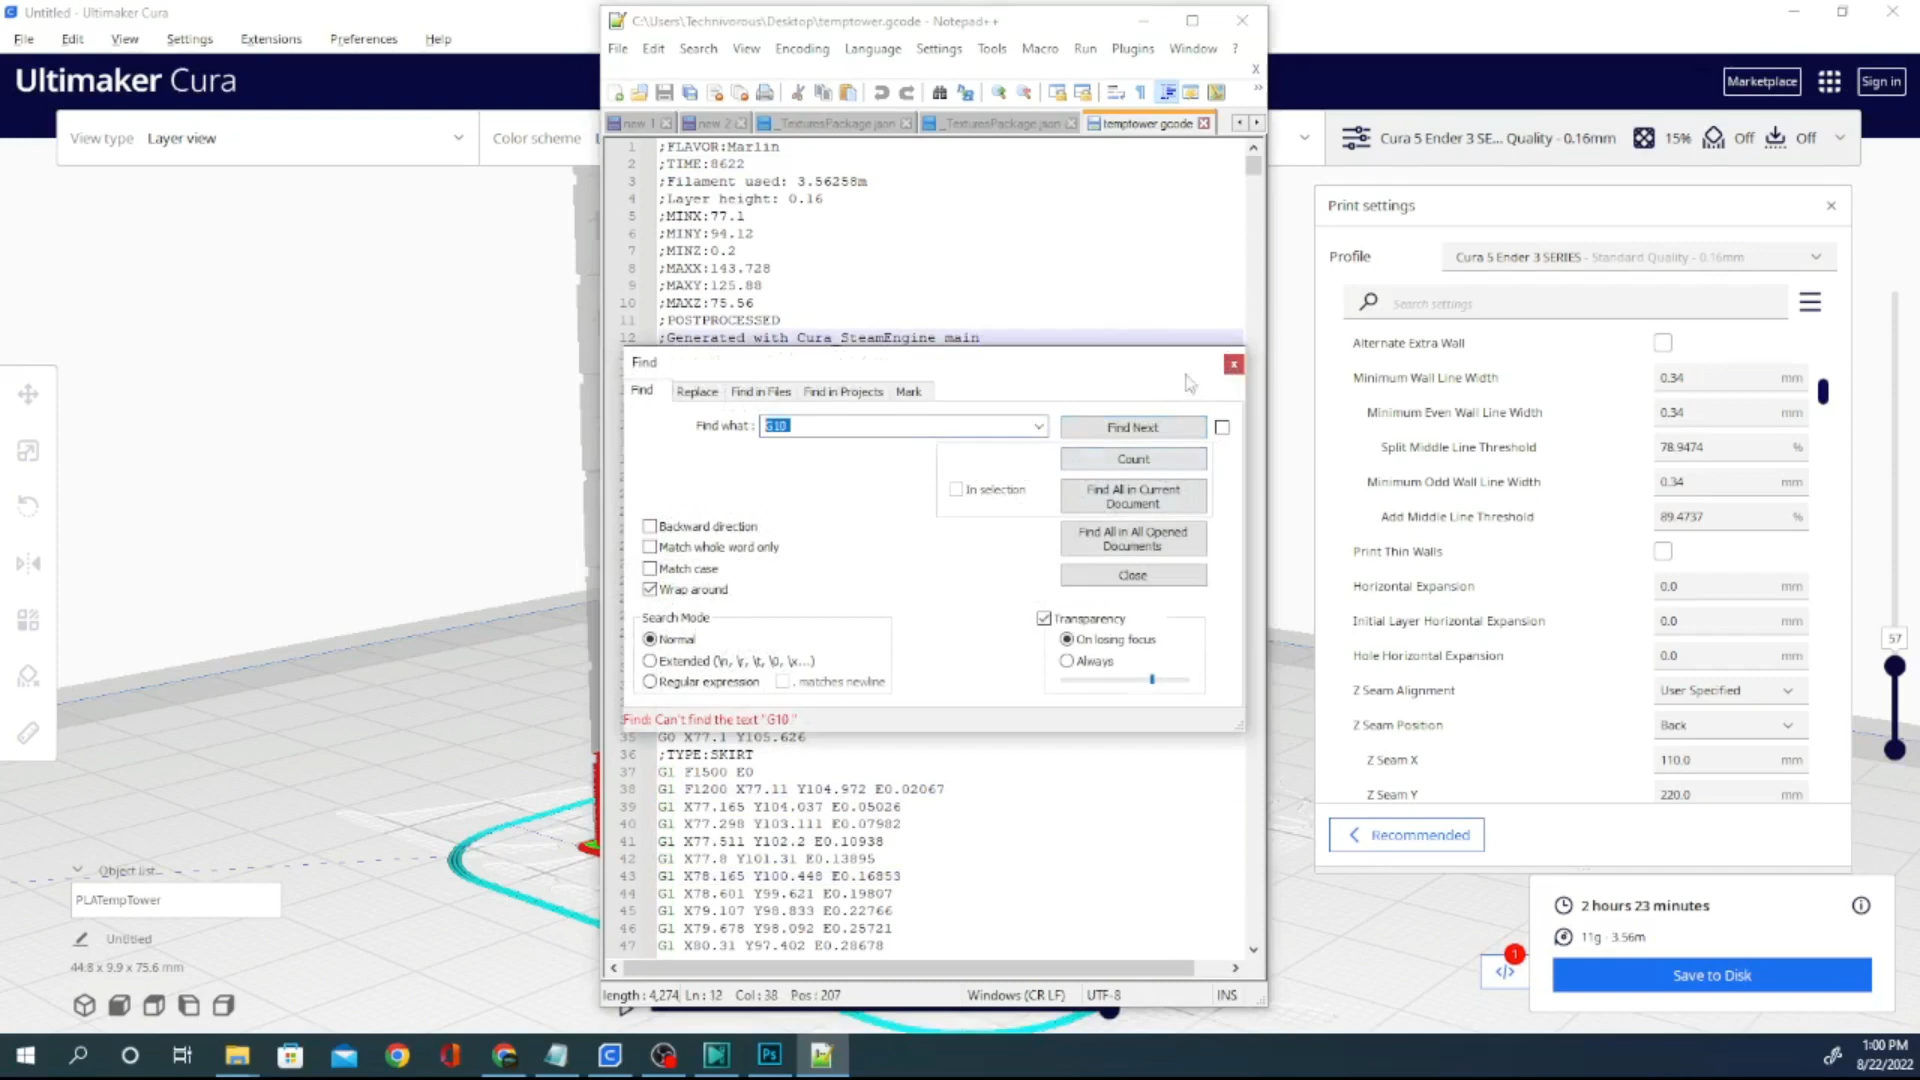 Untitled - Ultimaker Cura
File Edit View Settings Extensions Preferences Help
Ultimaker Cura
Marketplace
Sign in
View type Layer view
Color scheme
Cura 5 Ender 3 SE... Quality - 0.16mm 15% Off Off
C:\Users\Technivorous\Desktop\temptower.gcode - Notepad++
File Edit Search View Encoding Language Settings Tools Macro Run Plugins Window ?
X
new 1 new 2 _TexturesPackage.json _TexturesPackage.json temptower.gcode
1 ;FLAVOR:Marlin
2 ;TIME:8622
3 ;Filament used: 3.56258m
4 ;Layer height: 0.16
5 ;MINX:77.1
6 ;MINY:94.12
7 ;MINZ:0.2
8 ;MAXX:143.728
9 ;MAXY:125.88
10 ;MAXZ:75.56
11 ;POSTPROCESSED
12 ;Generated with Cura_SteamEngine main
Find
Find Replace Find in Files Find in Projects Mark
Find what : G10
Find Next
Count
In selection
Find All in Current Document
Find All in All Opened Documents
Close
Backward direction
Match whole word only
Match case
Wrap around
Search Mode
Normal
Extended (\n, \r, \t, \0, \x...)
Regular expression . matches newline
Transparency
On losing focus
Always
Find: Can't find the text "G10 "
35 G0 X77.1 Y105.626
36 ;TYPE:SKIRT
37 G1 F1500 E0
38 G1 F1200 X77.11 Y104.972 E0.02067
39 G1 X77.165 Y104.037 E0.05026
40 G1 X77.298 Y103.111 E0.07982
41 G1 X77.511 Y102.2 E0.10938
42 G1 X77.8 Y101.31 E0.13895
43 G1 X78.165 Y100.448 E0.16853
44 G1 X78.601 Y99.621 E0.19807
45 G1 X79.107 Y98.833 E0.22766
46 G1 X79.678 Y98.092 E0.25721
47 G1 X80.31 Y97.402 E0.28678
length : 4,274 Ln : 12 Col : 38 Pos : 207 Windows (CR LF) UTF-8 INS
Print settings
Profile Cura 5 Ender 3 SERIES - Standard Quality - 0.16mm
Search settings
Alternate Extra Wall
Minimum Wall Line Width 0.34 mm
Minimum Even Wall Line Width 0.34 mm
Split Middle Line Threshold 78.9474 %
Minimum Odd Wall Line Width 0.34 mm
Add Middle Line Threshold 89.4737 %
Print Thin Walls
Horizontal Expansion 0.0 mm
Initial Layer Horizontal Expansion 0.0 mm
Hole Horizontal Expansion 0.0 mm
Z Seam Alignment User Specified
Z Seam Position Back
Z Seam X 110.0 mm
Z Seam Y 220.0 mm
Recommended
57
Object list
PLATempTower
Untitled
44.8 x 9.9 x 75.6 mm
1
2 hours 23 minutes
11g · 3.56m
Save to Disk
Ps
1:00 PM
8/22/2022